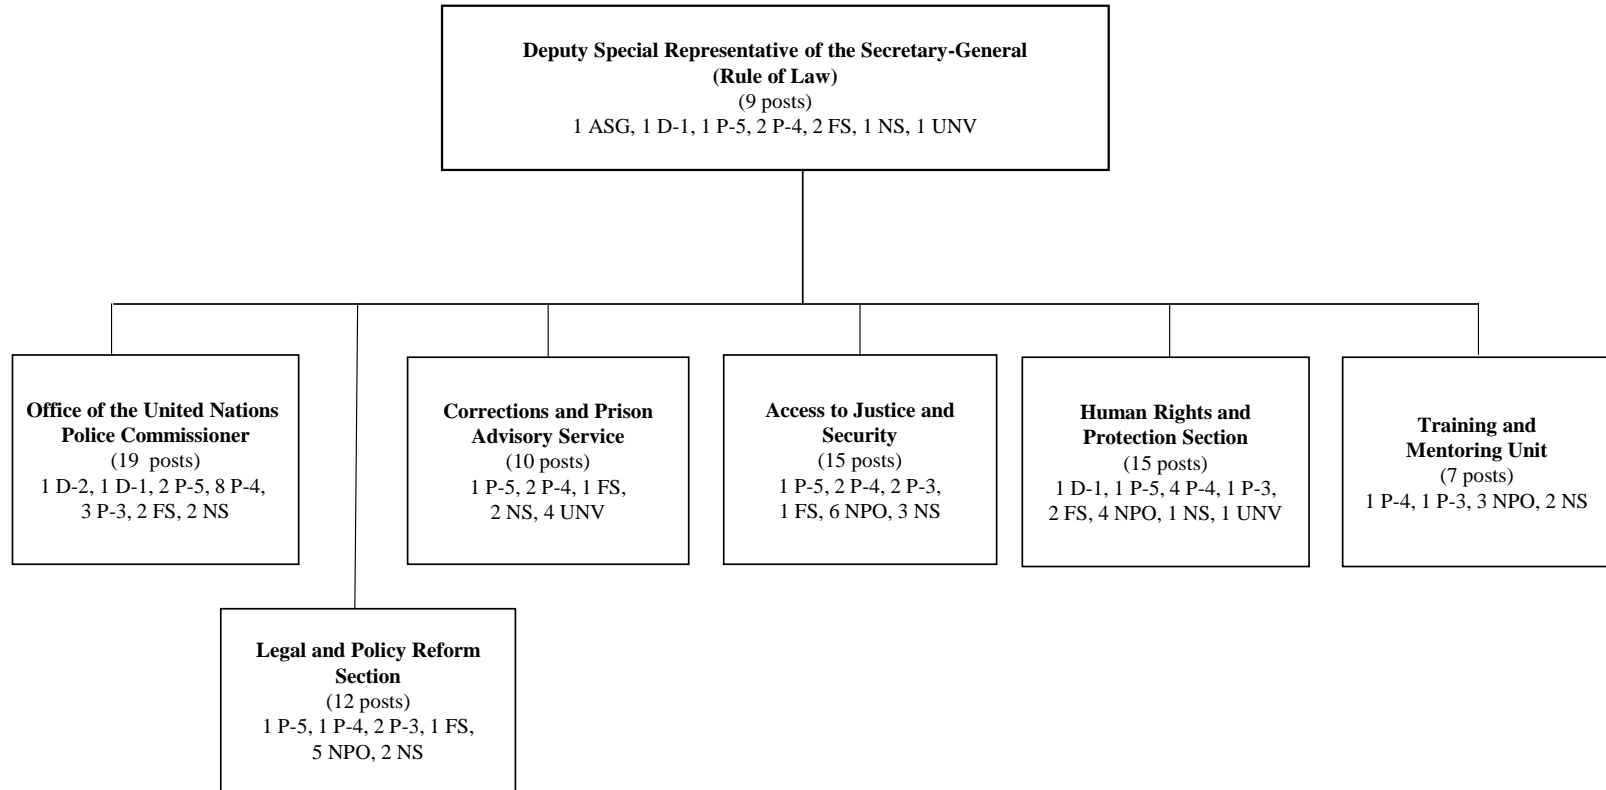 Deputy Special Representative of the Secretary-General
(Rule of Law)
(9 posts)
1 ASG, 1 D-1, 1 P-5, 2 P-4, 2 FS, 1 NS, 1 UNV
Office of the United Nations
Police Commissioner
(19 posts)
1 D-2, 1 D-1, 2 P-5, 8 P-4,
3 P-3, 2 FS, 2 NS
Corrections and Prison
Advisory Service
(10 posts)
1 P-5, 2 P-4, 1 FS,
2 NS, 4 UNV
Access to Justice and
Security
(15 posts)
1 P-5, 2 P-4, 2 P-3,
1 FS, 6 NPO, 3 NS
Human Rights and
Protection Section
(15 posts)
1 D-1, 1 P-5, 4 P-4, 1 P-3,
2 FS, 4 NPO, 1 NS, 1 UNV
Training and
Mentoring Unit
(7 posts)
1 P-4, 1 P-3, 3 NPO, 2 NS
Legal and Policy Reform
Section
(12 posts)
1 P-5, 1 P-4, 2 P-3, 1 FS,
5 NPO, 2 NS